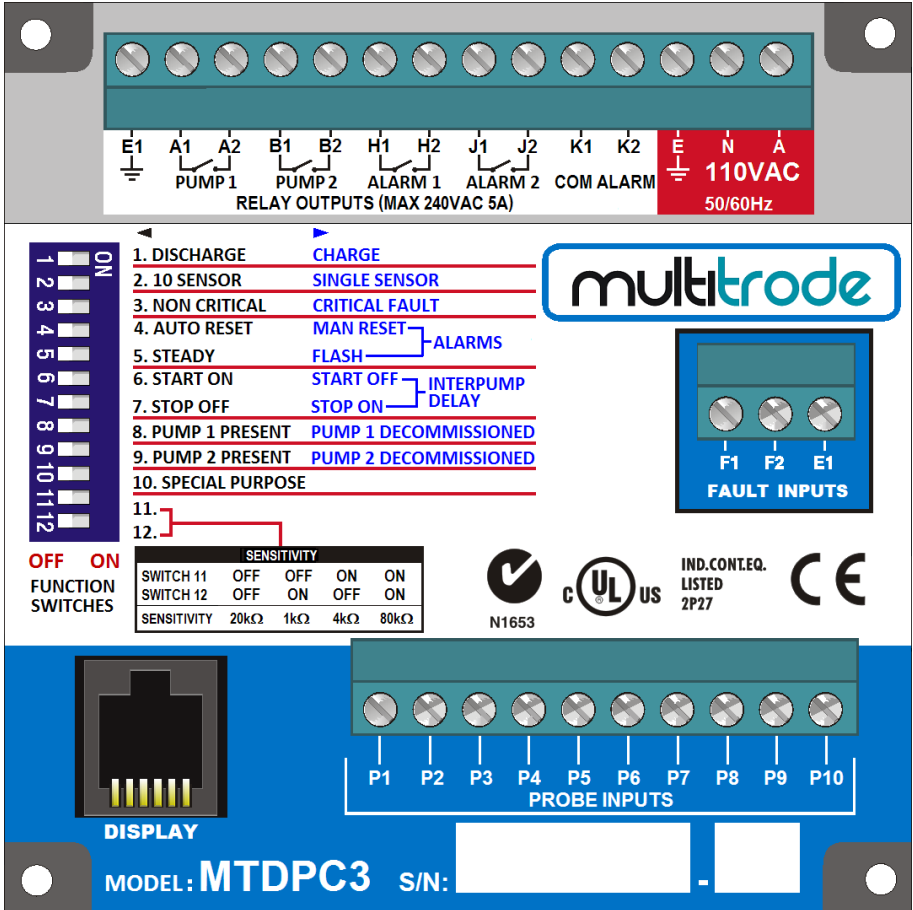 E1 A1 A2 B1 B2 H1 H2 J1 J2 K1 K2 E N A
PUMP 1 PUMP 2 ALARM 1 ALARM 2 COM ALARM 110VAC
RELAY OUTPUTS (MAX 240VAC 5A) 50/60Hz
ON
1 2 3 4 5 6 7 8 9 10 11 12
1. DISCHARGE CHARGE
2. 10 SENSOR SINGLE SENSOR
3. NON CRITICAL CRITICAL FAULT
4. AUTO RESET MAN RESET
ALARMS
5. STEADY FLASH
6. START ON START OFF
INTERPUMP
DELAY
7. STOP OFF STOP ON
8. PUMP 1 PRESENT PUMP 1 DECOMMISSIONED
9. PUMP 2 PRESENT PUMP 2 DECOMMISSIONED
10. SPECIAL PURPOSE
11.
12.
OFF ON
FUNCTION
SWITCHES
SENSITIVITY
SWITCH 11 OFF OFF ON ON
SWITCH 12 OFF ON OFF ON
SENSITIVITY 20kΩ 1kΩ 4kΩ 80kΩ
multitrode
F1 F2 E1
FAULT INPUTS
N1653
C UL US
IND.CONT.EQ.
LISTED
2P27
CE
P1 P2 P3 P4 P5 P6 P7 P8 P9 P10
PROBE INPUTS
DISPLAY
MODEL: MTDPC3 S/N: -